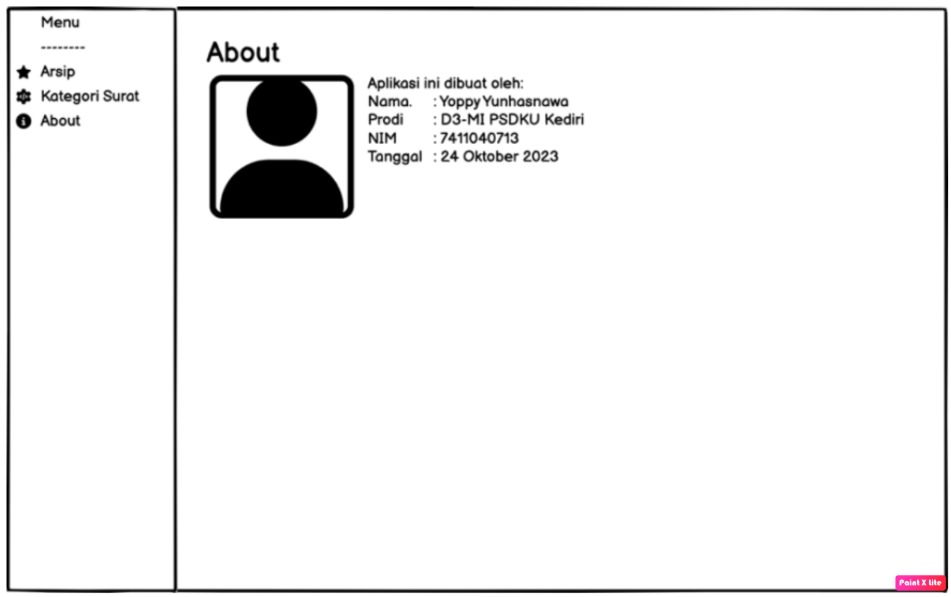 Menu
--------
Arsip
Kategori Surat
About
About
Aplikasi ini dibuat oleh:
Nama. : Yoppy Yunhasnawa
Prodi : D3-MI PSDKU Kediri
NIM : 7411040713
Tanggal : 24 Oktober 2023
Paint X lite